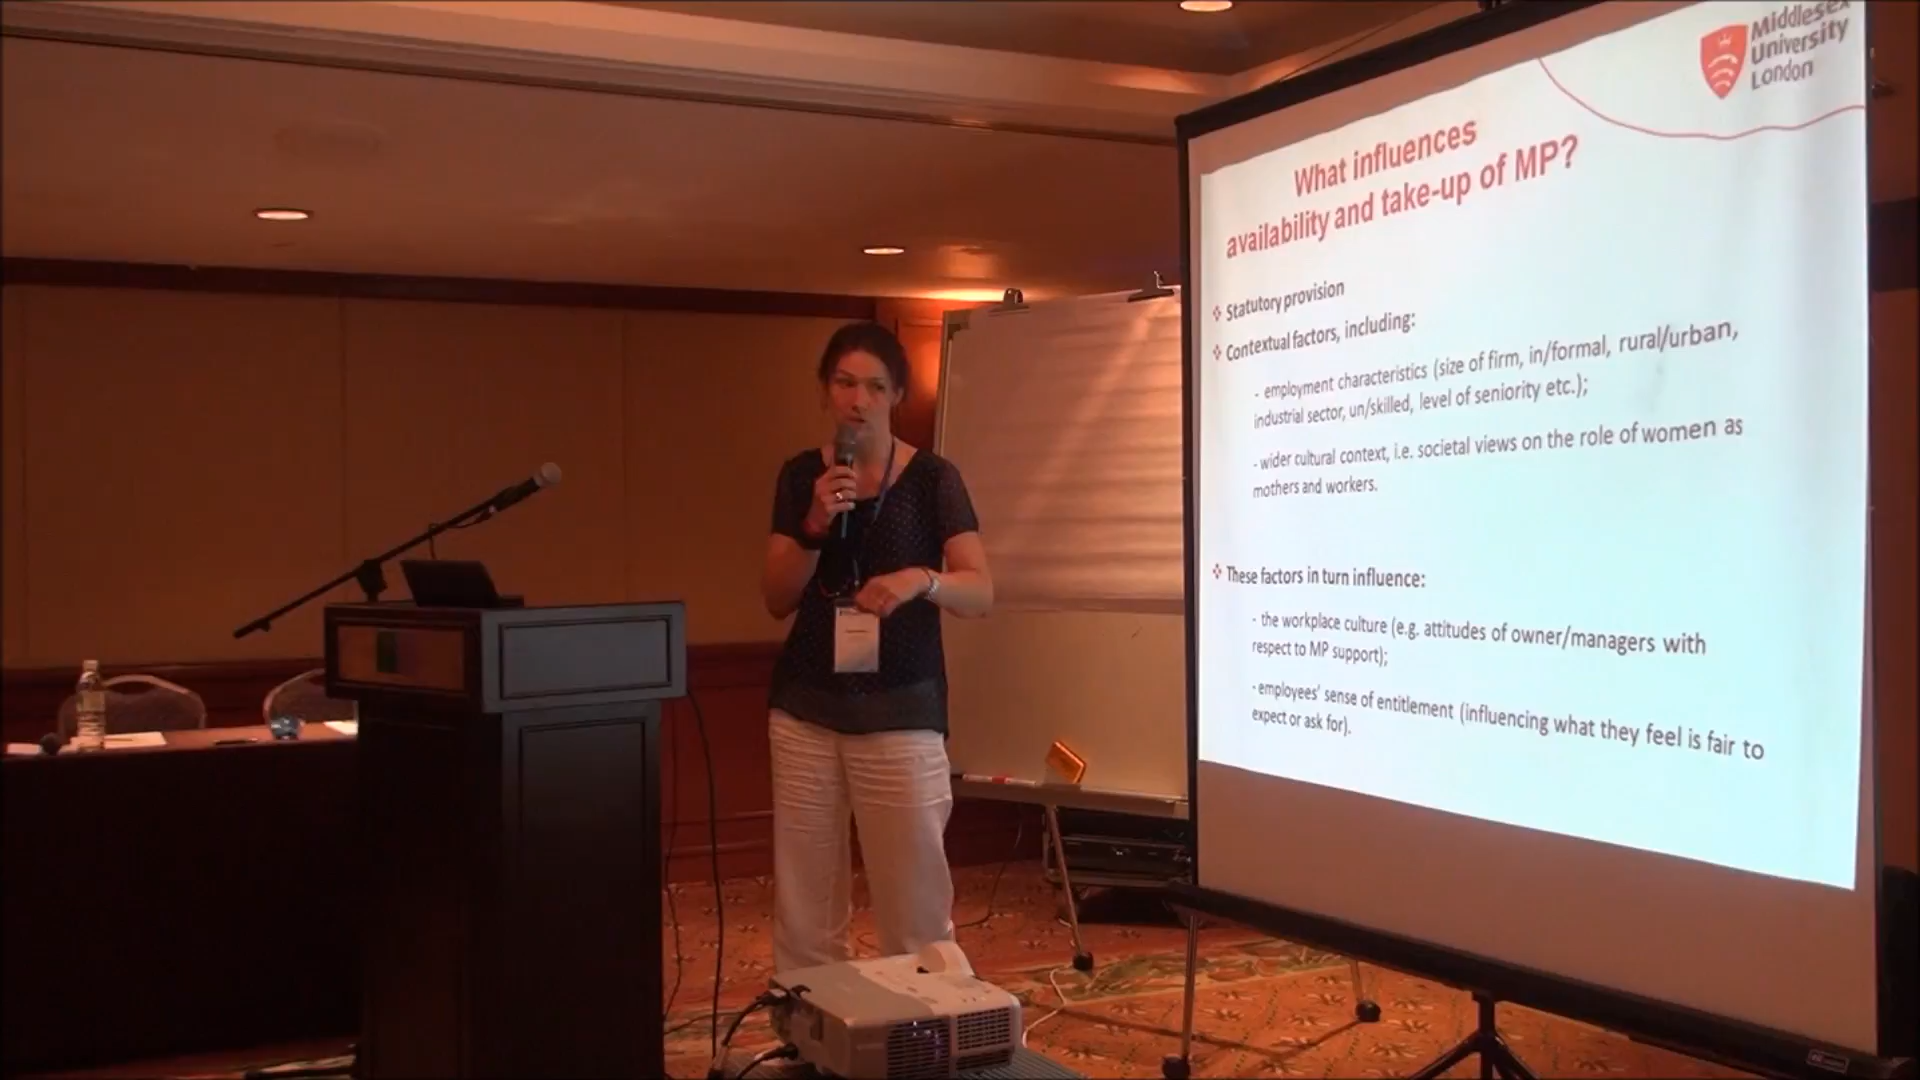 Middlesex
University
London
What influences
availability and take-up of MP?
❖ Statutory provision
❖ Contextual factors, including:
- employment characteristics (size of firm, in/formal, rural/urban,
industrial sector, un/skilled, level of seniority etc.);
- wider cultural context, i.e. societal views on the role of women as
mothers and workers.
❖ These factors in turn influence:
- the workplace culture (e.g. attitudes of owner/managers with
respect to MP support);
- employees' sense of entitlement (influencing what they feel is fair to
expect or ask for).